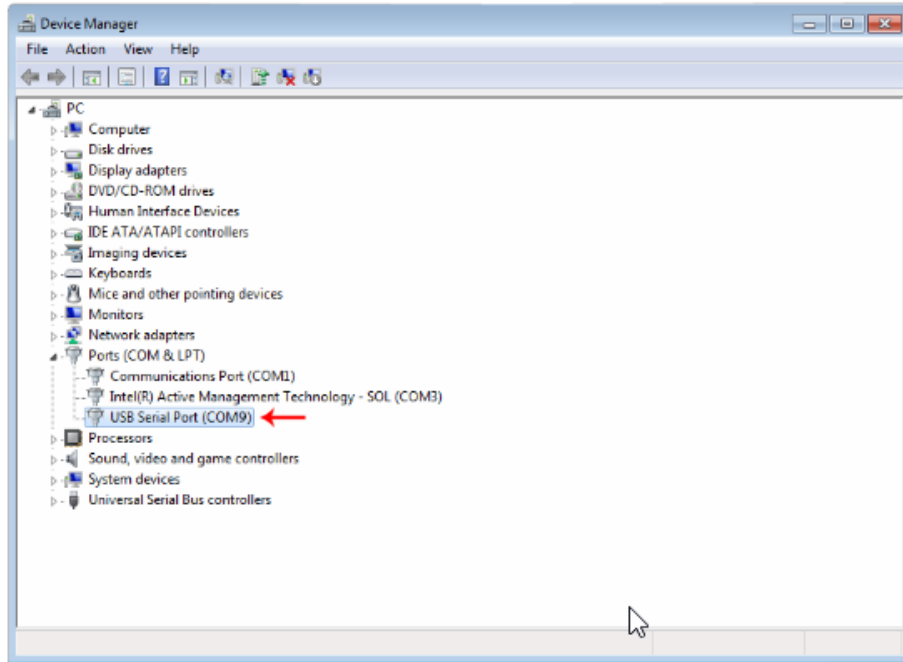 Device Manager
File Action View Help
PC
Computer
Disk drives
Display adapters
DVD/CD-ROM drives
Human Interface Devices
IDE ATA/ATAPI controllers
Imaging devices
Keyboards
Mice and other pointing devices
Monitors
Network adapters
Ports (COM & LPT)
Communications Port (COM1)
Intel(R) Active Management Technology - SOL (COM3)
USB Serial Port (COM9)
Processors
Sound, video and game controllers
System devices
Universal Serial Bus controllers